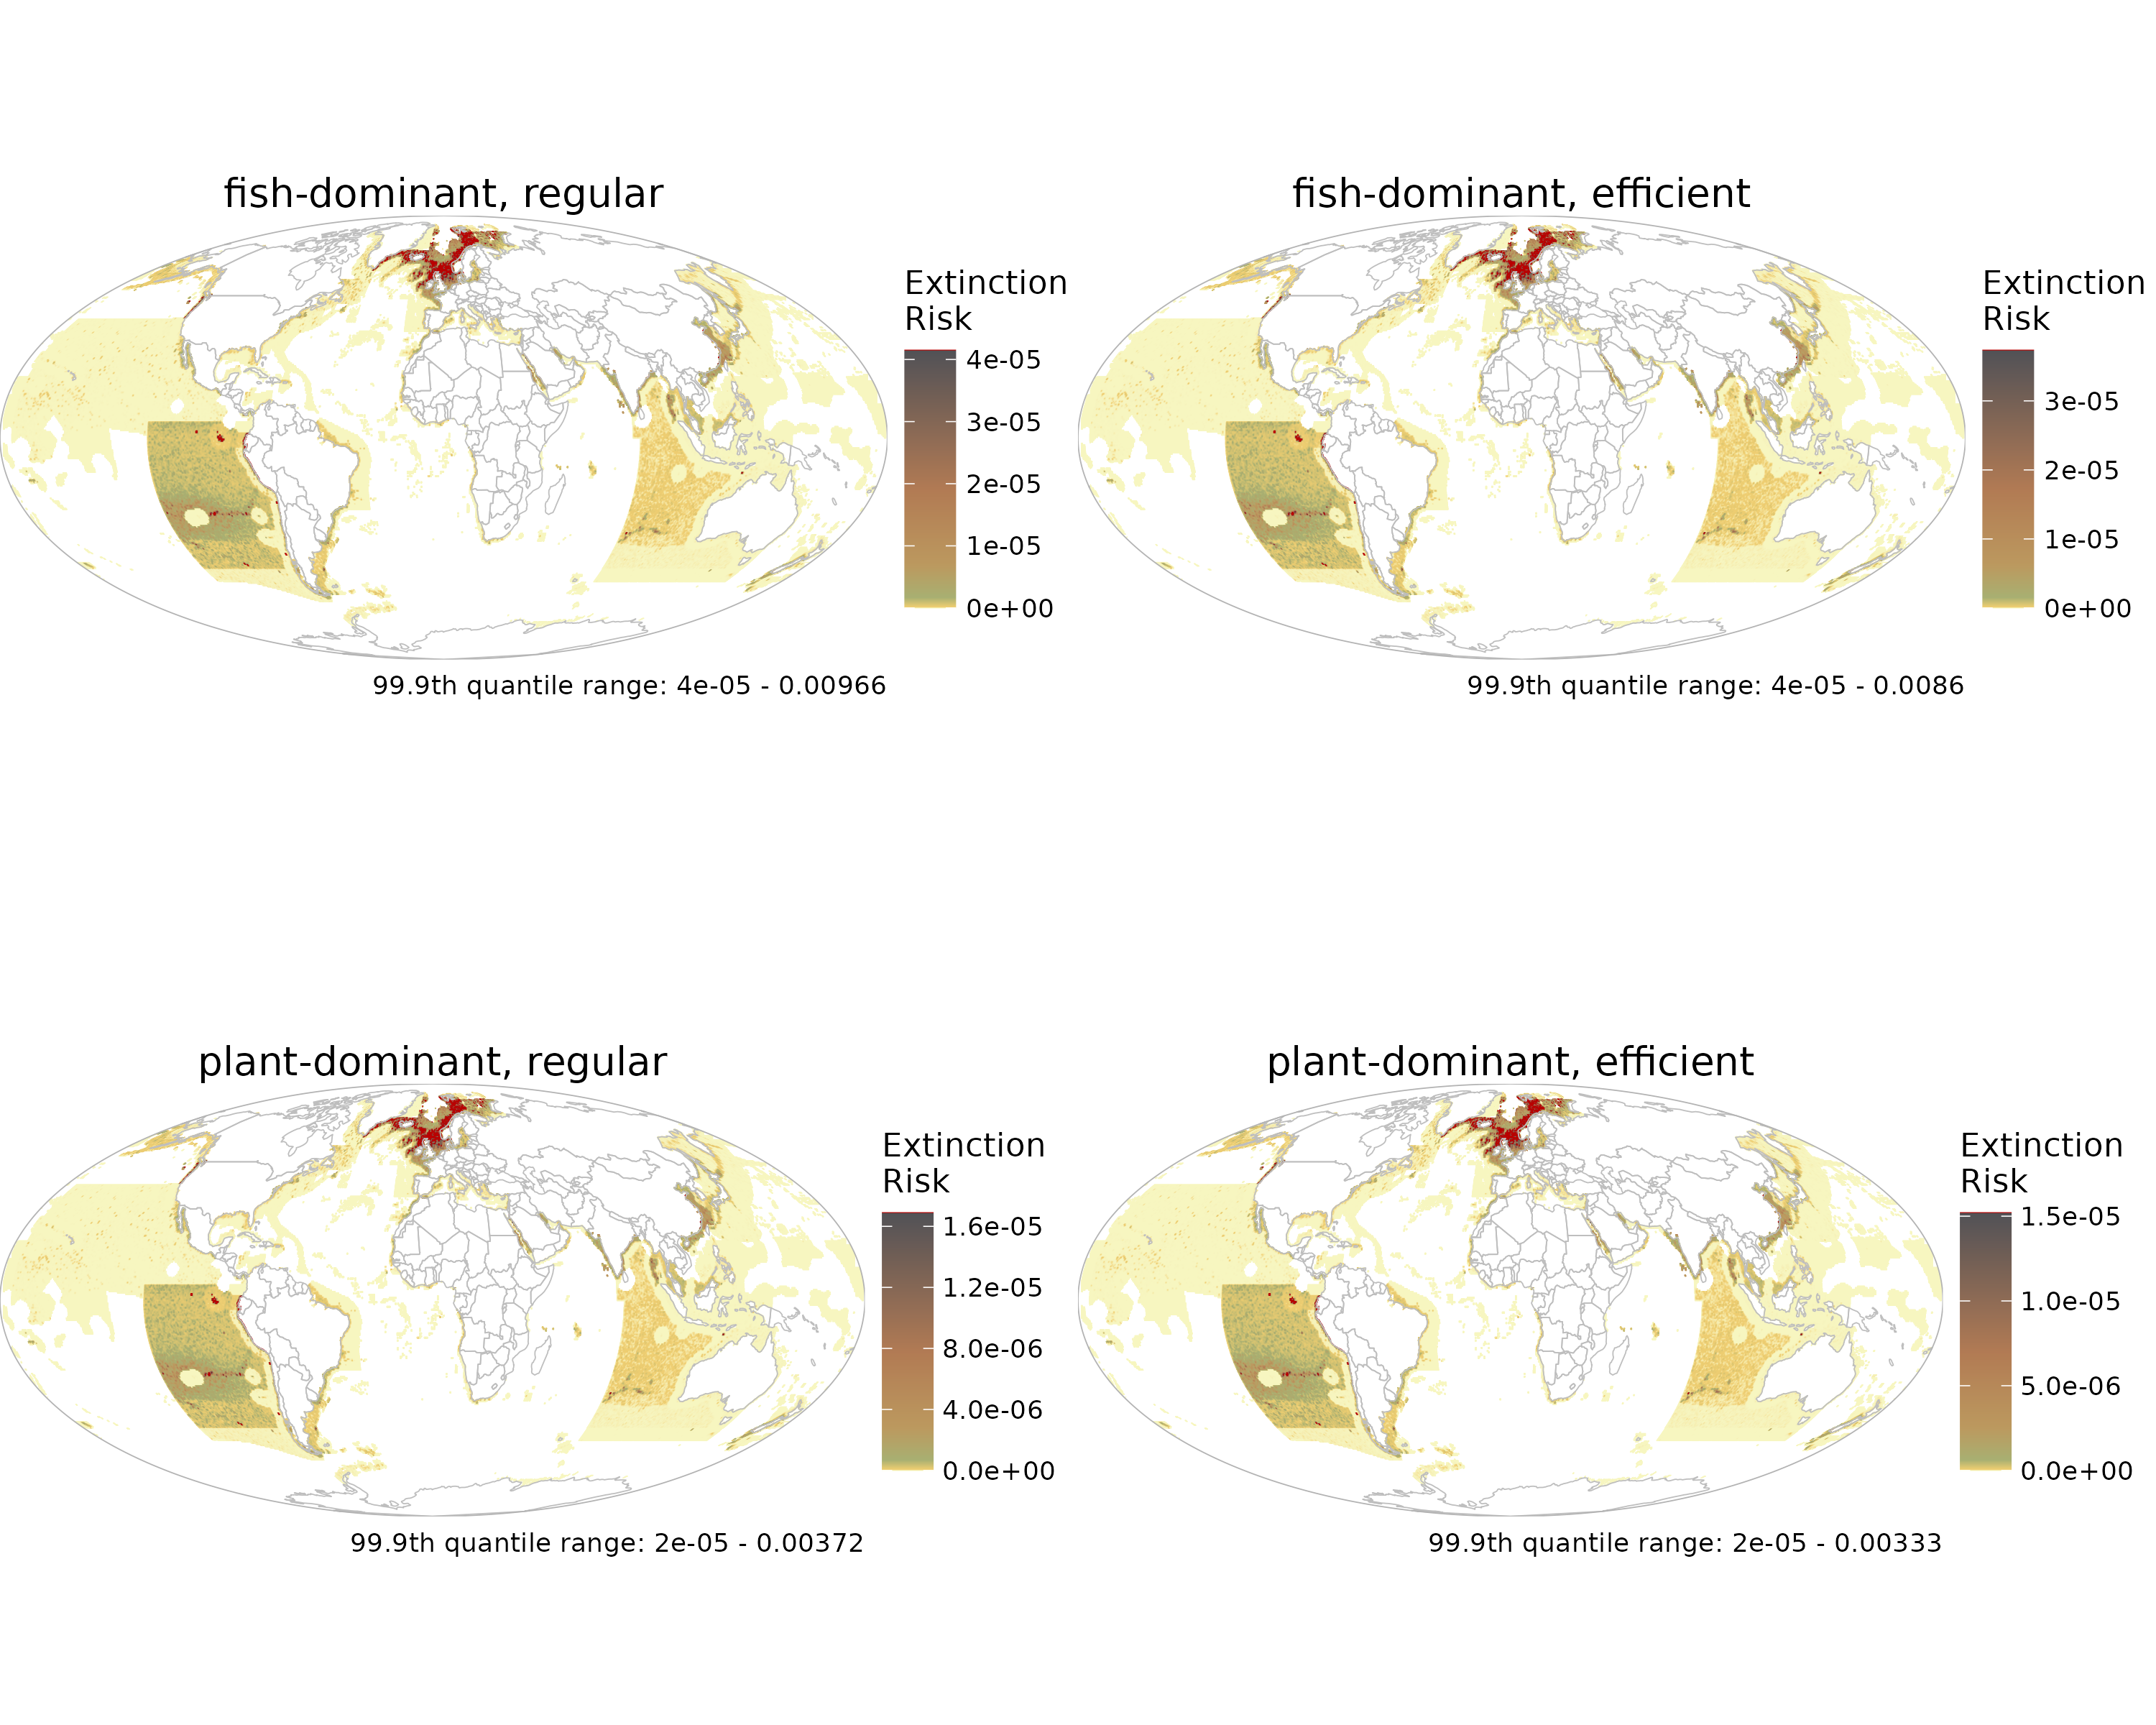 fish-dominant, regular
Extinction
Risk
4e-05
3e-05
2e-05
1e-05
0e+00
99.9th quantile range: 4e-05 - 0.00966
fish-dominant, efficient
Extinction
Risk
3e-05
2e-05
1e-05
0e+00
99.9th quantile range: 4e-05 - 0.0086
plant-dominant, regular
Extinction
Risk
1.6e-05
1.2e-05
8.0e-06
4.0e-06
0.0e+00
99.9th quantile range: 2e-05 - 0.00372
plant-dominant, efficient
Extinction
Risk
1.5e-05
1.0e-05
5.0e-06
0.0e+00
99.9th quantile range: 2e-05 - 0.00333